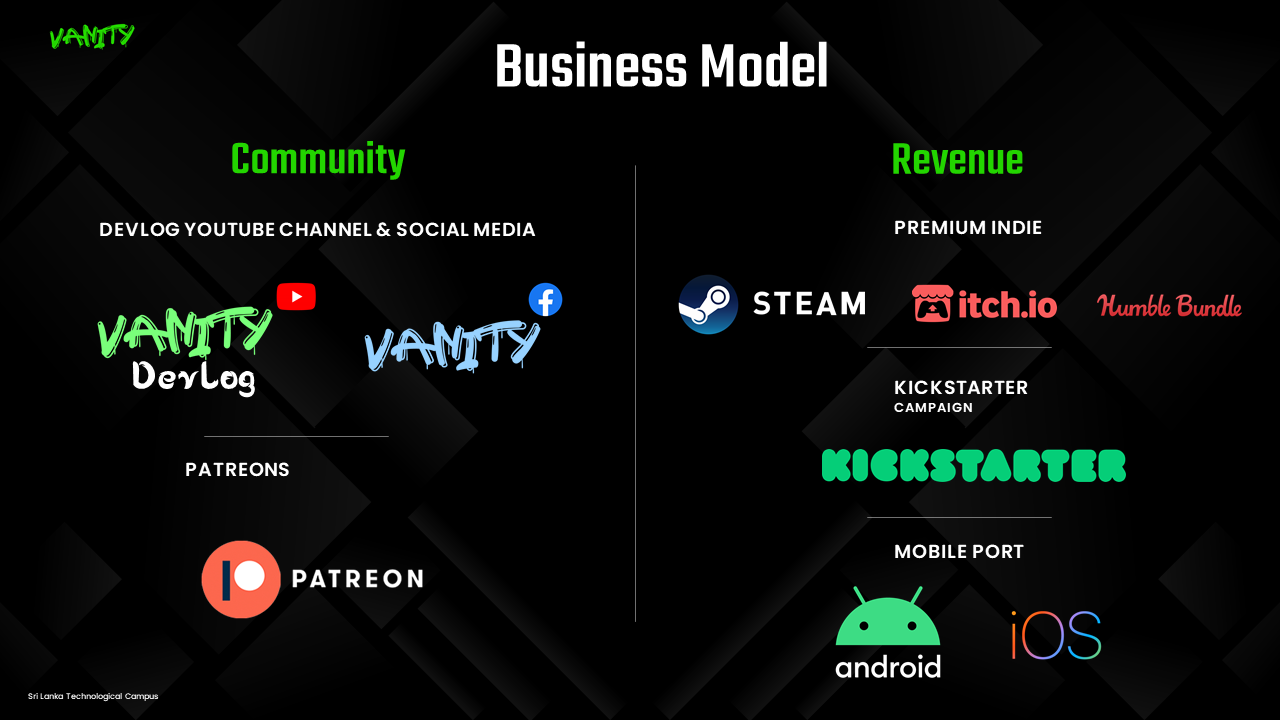 VANITY
Business Model
Community
DEVLOG YOUTUBE CHANNEL & SOCIAL MEDIA
VANITY
DevLog
VANITY
PATREONS
PATREON
Revenue
PREMIUM INDIE
STEAM
itch.io
Humble Bundle
KICKSTARTER
CAMPAIGN
KICKSTARTER
MOBILE PORT
android
iOS
Sri Lanka Technological Campus